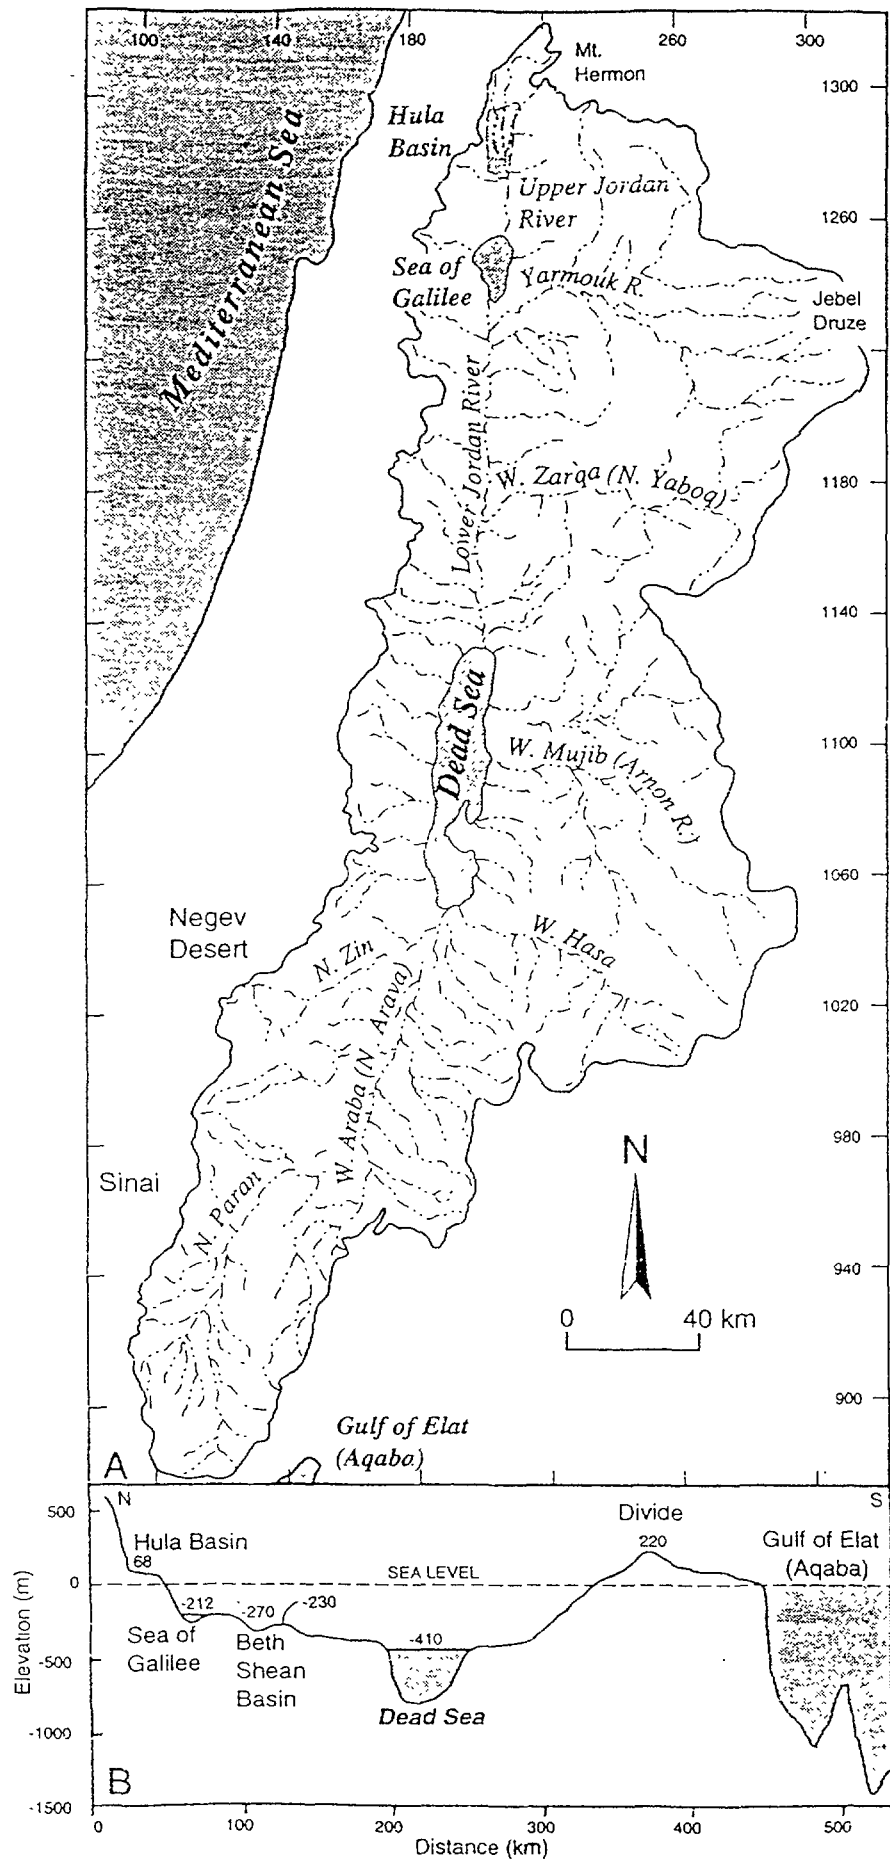 100
140
180
260
300
Mt.
Hermon
1300
Hula
Basin
Mediterranean Sea
Upper Jordan
River
1260
Sea of
Galilee
Yarmouk R.
Jebel
Druze
Lower Jordan River
W. Zarqa (N. Yaboq)
1180
1140
Dead Sea
W. Mujib (Arnon R.)
1100
1060
Negev
Desert
N. Zin
W. Hasa
1020
W. Araba (N. Arava)
980
Sinai
N. Paran
N
940
0 40 km
900
Gulf of Elat
(Aqaba)
A
N
S
500
Hula Basin
68
Divide
220
Gulf of Elat
(Aqaba)
SEA LEVEL
0
-212
-270
-230
-410
Sea of
Galilee
Beth
Shean
Basin
-500
Dead Sea
-1000
B
-1500
Elevation (m)
0 100 200 300 400 500
Distance (km)